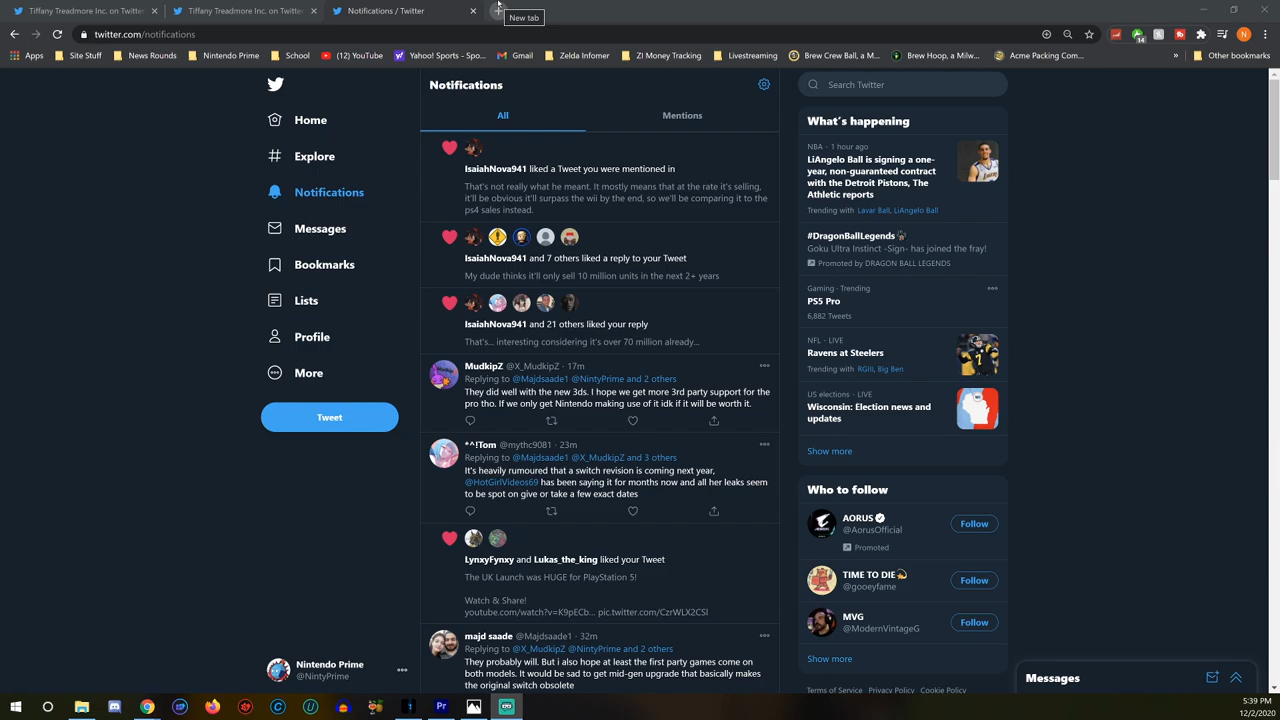 Tiffany Treadmore Inc. on Twitter
Tiffany Treadmore Inc. on Twitter
Notifications / Twitter
New tab
twitter.com/notifications
14
N
Apps
Stream
News Rounds
Nintendo Prime
School
(12) YouTube
Yahoo! Sports - Spo...
Gmail
Zelda Infomer
ZI Money Tracking
Livestreaming
Brew Crew Ball, a M...
Brew Hoop, a Milw...
Acme Packing Com...
»
Other bookmarks
Home
Explore
Notifications
Messages
Bookmarks
Lists
Profile
More
Tweet
Nintendo Prime
@NintyPrime
Notifications
All
Mentions
IsaiahNova941 liked a Tweet you were mentioned in
That's not really what he meant. It mostly means that at the rate it's selling,
it'll be obvious it'll surpass the wii by the end, so we'll be comparing it to the
ps4 sales instead.
IsaiahNova941 and 7 others liked a reply to your Tweet
My dude thinks it'll only sell 10 million units in the next 2+ years
IsaiahNova941 and 21 others liked your reply
That's... interesting considering it's over 70 million already...
MudkipZ @X_MudkipZ · 17m
Replying to @Majdsaade1 @NintyPrime and 2 others
They did well with the new 3ds. I hope we get more 3rd party support for the
pro tho. If we only get Nintendo making use of it idk if it will be worth it.
*^!Tom @mythc9081 · 23m
Replying to @Majdsaade1 @X_MudkipZ and 3 others
It's heavily rumoured that a switch revision is coming next year,
@HotGirlVideos69 has been saying it for months now and all her leaks seem
to be spot on give or take a few exact dates
LynxyFynxy and Lukas_the_king liked your Tweet
The UK Launch was HUGE for PlayStation 5!
Watch & Share!
youtube.com/watch?v=K9pECb... pic.twitter.com/CzrWLX2CSl
majd saade @Majdsaade1 · 32m
Replying to @X_MudkipZ @NintyPrime and 2 others
They probably will. But i also hope at least the first party games come on
both models. It would be sad to get mid-gen upgrade that basically makes
the original switch obsolete
Search Twitter
What's happening
NBA · 1 hour ago
LiAngelo Ball is signing a one-
year, non-guaranteed contract
with the Detroit Pistons, The
Athletic reports
Trending with Lavar Ball, LiAngelo Ball
#DragonBallLegends
Goku Ultra Instinct -Sign- has joined the fray!
Promoted by DRAGON BALL LEGENDS
Gaming · Trending
PS5 Pro
6,882 Tweets
NFL · LIVE
Ravens at Steelers
Trending with RGIII, Big Ben
US elections · LIVE
Wisconsin: Election news and
updates
Show more
Who to follow
AORUS
@AorusOfficial
Promoted
Follow
TIME TO DIE
@gooeyfame
Follow
MVG
@ModernVintageG
Follow
Show more
Terms of Service Privacy Policy Cookie Policy
Messages
Pr
5:39 PM
12/2/2020